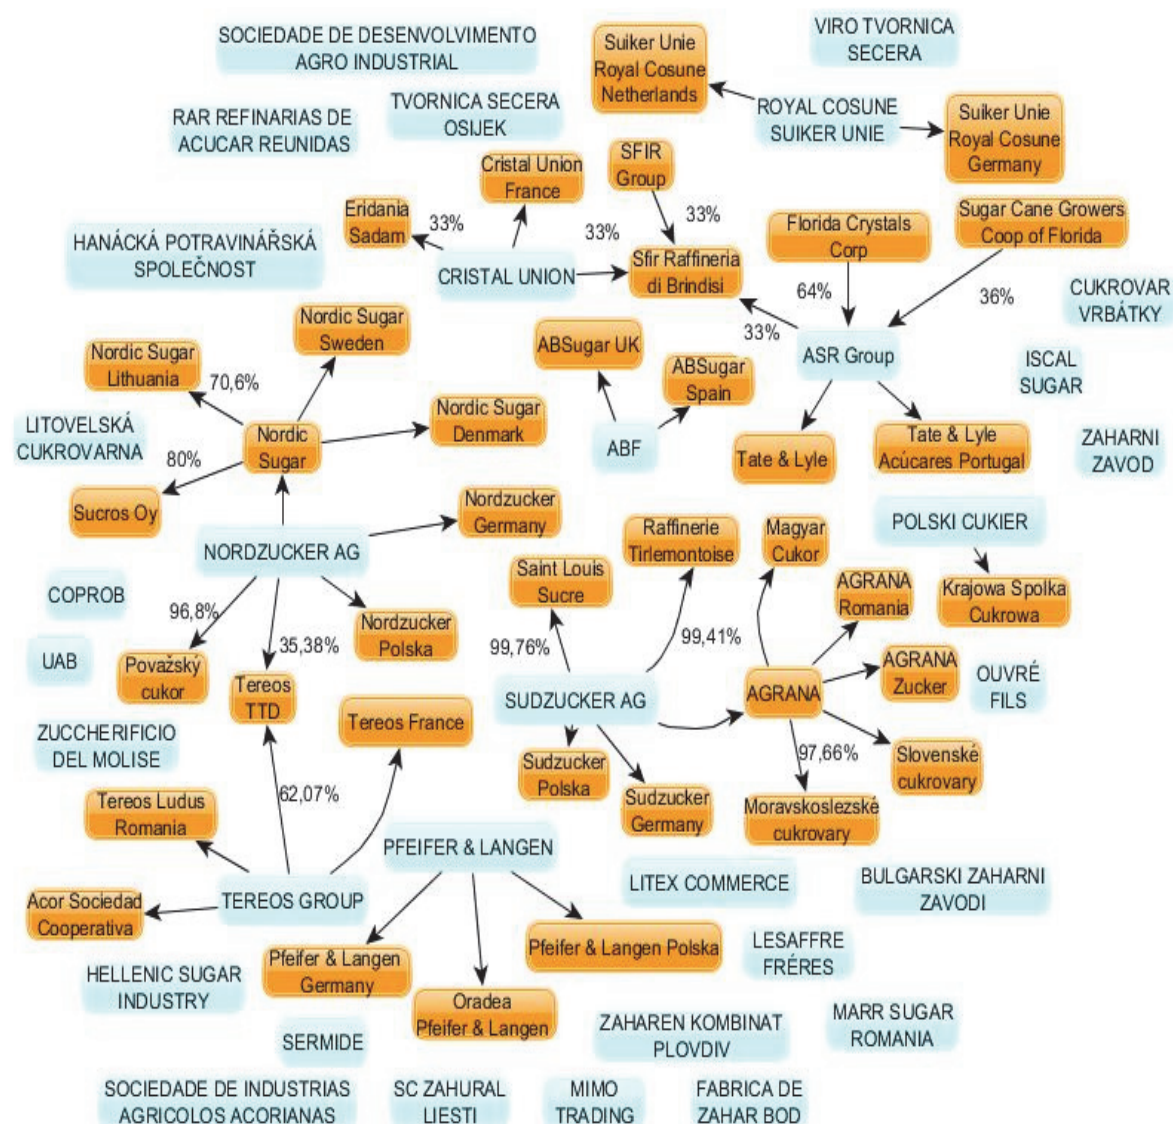 SOCIEDADE DE DESENVOLVIMENTO
AGRO INDUSTRIAL
Suiker Unie
Royal Cosune
Netherlands
VIRO TVORNICA
SECERA
RAR REFINARIAS DE
ACUCAR REUNIDAS
TVORNICA SECERA
OSIJEK
ROYAL COSUNE
SUIKER UNIE
Suiker Unie
Royal Cosune
Germany
Cristal Union
France
SFIR
Group
Eridania
Sadam
33%
33%
33%
Florida Crystals
Corp
Sugar Cane Growers
Coop of Florida
HANÁCKÁ POTRAVINÁŘSKÁ
SPOLEČNOST
CRISTAL UNION
Sfir Raffineria
di Brindisi
64%
36%
CUKROVAR
VRBÁTKY
33%
Nordic Sugar
Sweden
Nordic Sugar
Lithuania
70,6%
ABSugar UK
ABSugar
Spain
ASR Group
ISCAL
SUGAR
LITOVELSKÁ
CUKROVARNA
Nordic
Sugar
Nordic Sugar
Denmark
ABF
Tate & Lyle
Tate & Lyle
Acúcares Portugal
ZAHARNI
ZAVOD
80%
Sucros Oy
Nordzucker
Germany
Raffinerie
Tirlemontoise
Magyar
Cukor
POLSKI CUKIER
NORDZUCKER AG
Saint Louis
Sucre
AGRANA
Romania
Krajowa Spolka
Cukrowa
COPROB
96,8%
35,38%
Nordzucker
Polska
99,76%
99,41%
UAB
Považský
cukor
Tereos
TTD
SUDZUCKER AG
AGRANA
AGRANA
Zucker
OUVRÉ
FILS
Tereos France
ZUCCHERIFICIO
DEL MOLISE
Sudzucker
Polska
97,66%
Slovenské
cukrovary
62,07%
Tereos Ludus
Romania
Sudzucker
Germany
Moravskoslezské
cukrovary
PFEIFER & LANGEN
LITEX COMMERCE
BULGARSKI ZAHARNI
ZAVODI
Acor Sociedad
Cooperativa
TEREOS GROUP
Pfeifer & Langen
Germany
Pfeifer & Langen Polska
LESAFFRE
FRÉRES
HELLENIC SUGAR
INDUSTRY
Oradea
Pfeifer & Langen
SERMIDE
ZAHAREN KOMBINAT
PLOVDIV
MARR SUGAR
ROMANIA
SOCIEDADE DE INDUSTRIAS
AGRICOLOS ACORIANAS
SC ZAHURAL
LIESTI
MIMO
TRADING
FABRICA DE
ZAHAR BOD